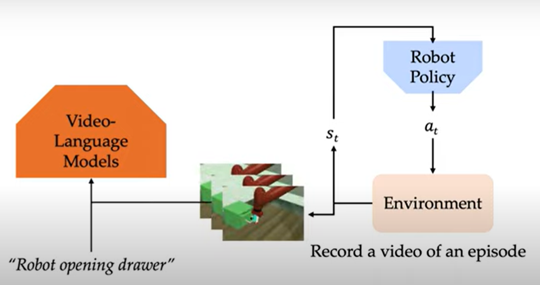 Video-
Language
Models
"Robot opening drawer"
s_t
Robot
Policy
a_t
Environment
Record a video of an episode